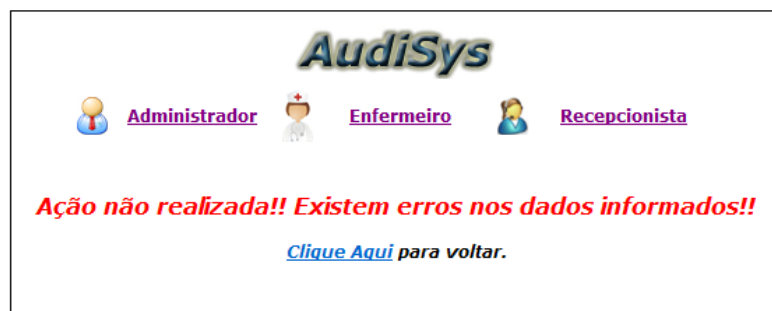 AudiSys
Administrador Enfermeiro Recepcionista
Ação não realizada!! Existem erros nos dados informados!!
Clique Aqui para voltar.